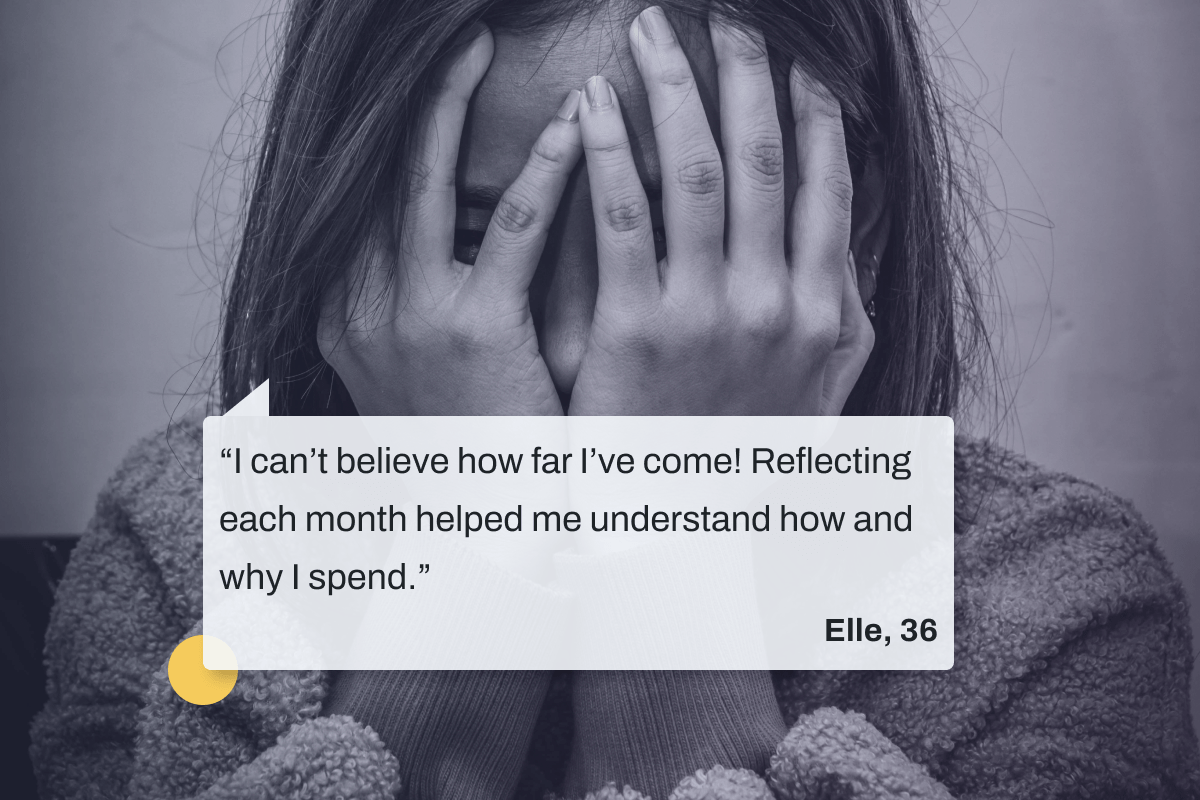 “I can’t believe how far I’ve come! Reflecting
each month helped me understand how and
why I spend.”
Elle, 36